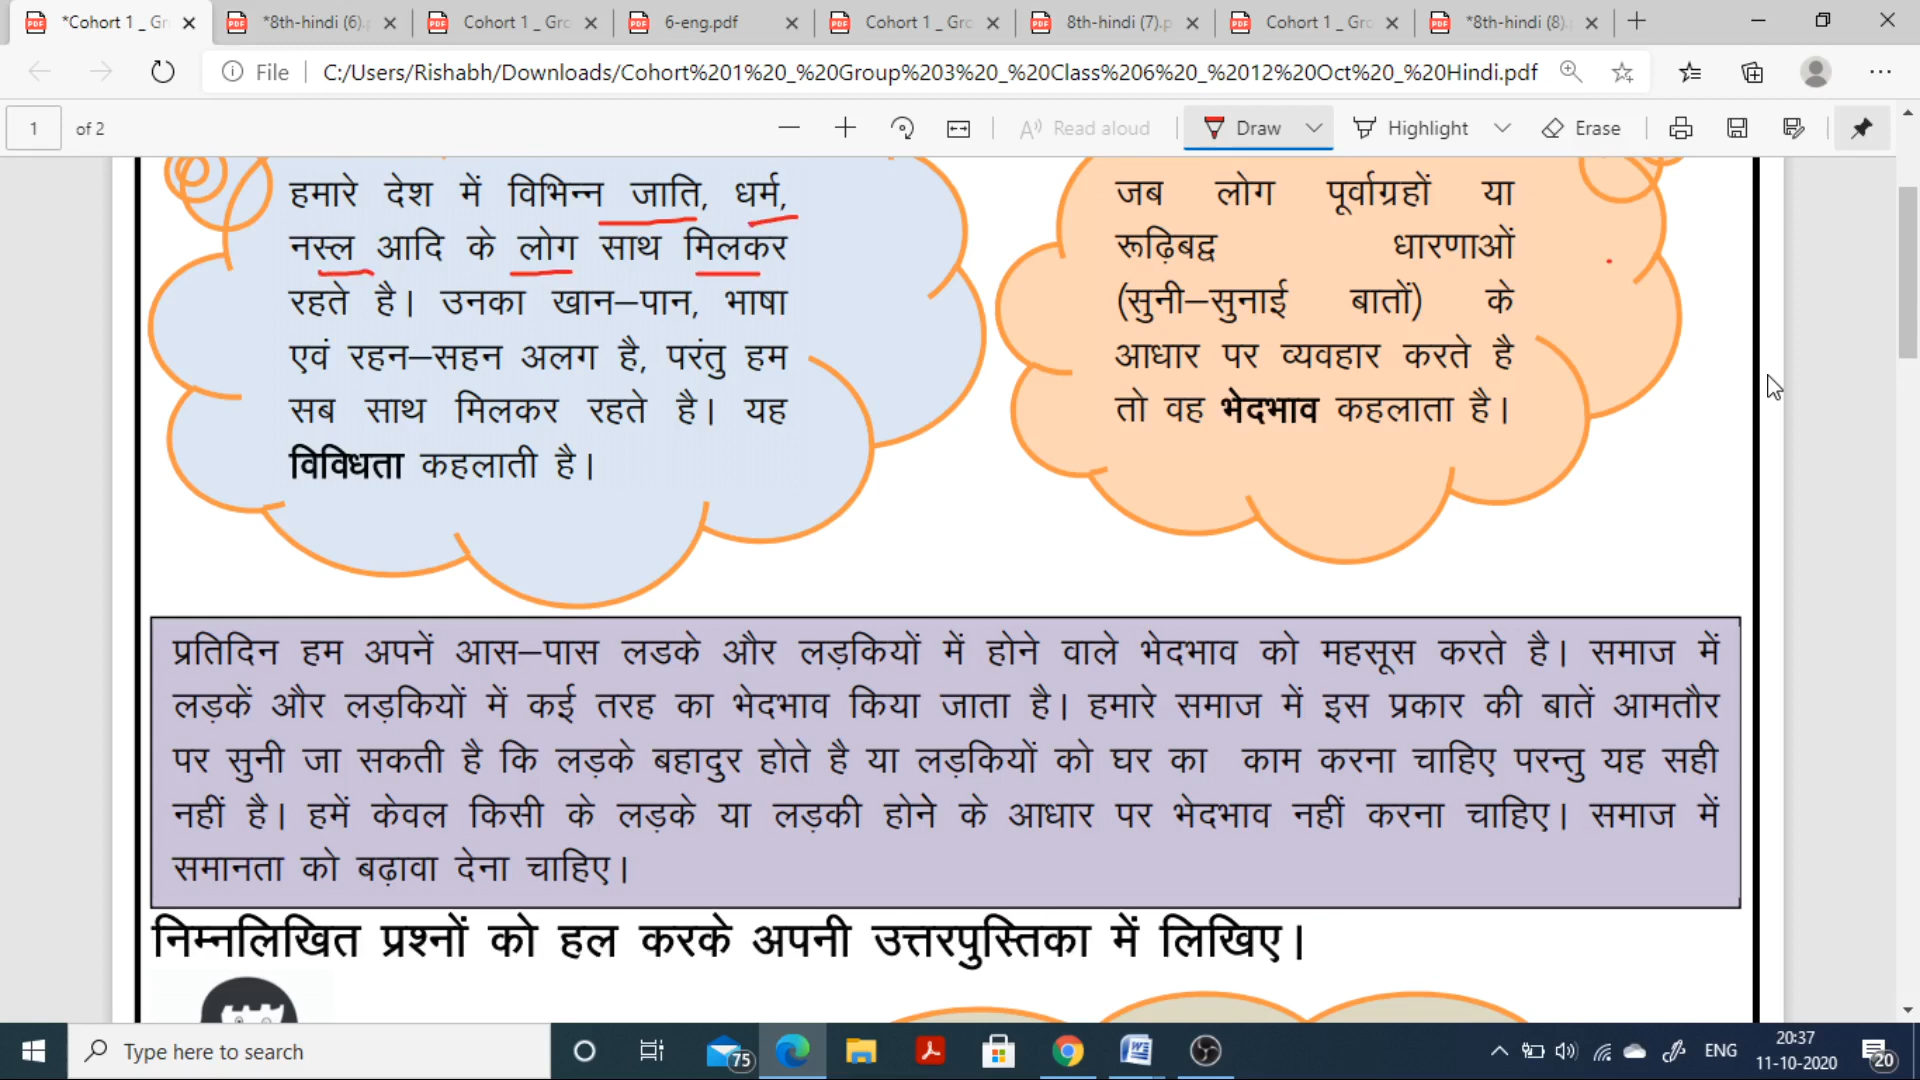 *Cohort 1 _ Gr
*8th-hindi (6).p
Cohort 1 _ Gro
6-eng.pdf
Cohort 1 _ Gro
8th-hindi (7).p
Cohort 1 _ Gro
*8th-hindi (8).
File
C:/Users/Rishabh/Downloads/Cohort%201%20_%20Group%203%20_%20Class%206%20_%2012%20Oct%20_%20Hindi.pdf
1 of 2
Read aloud
Draw
Highlight
Erase
हमारे देश में विभिन्न जाति, धर्म,
नस्ल आदि के लोग साथ मिलकर
रहते है। उनका खान–पान, भाषा
एवं रहन–सहन अलग है, परंतु हम
सब साथ मिलकर रहते है। यह
विविधता कहलाती है।
जब लोग पूर्वाग्रहों या
रूढ़िबद्व धारणाओं
(सुनी–सुनाई बातों) के
आधार पर व्यवहार करते है
तो वह भेदभाव कहलाता है।
प्रतिदिन हम अपनें आस–पास लडके और लड़कियों में होने वाले भेदभाव को महसूस करते है। समाज में
लड़कें और लड़कियों में कई तरह का भेदभाव किया जाता है। हमारे समाज में इस प्रकार की बातें आमतौर
पर सुनी जा सकती है कि लड़के बहादुर होते है या लड़कियों को घर का काम करना चाहिए परन्तु यह सही
नहीं है। हमें केवल किसी के लड़के या लड़की होने के आधार पर भेदभाव नहीं करना चाहिए। समाज में
समानता को बढ़ावा देना चाहिए।
निम्नलिखित प्रश्नों को हल करके अपनी उत्तरपुस्तिका में लिखिए।
Type here to search
75
ENG
20:37
11-10-2020
20